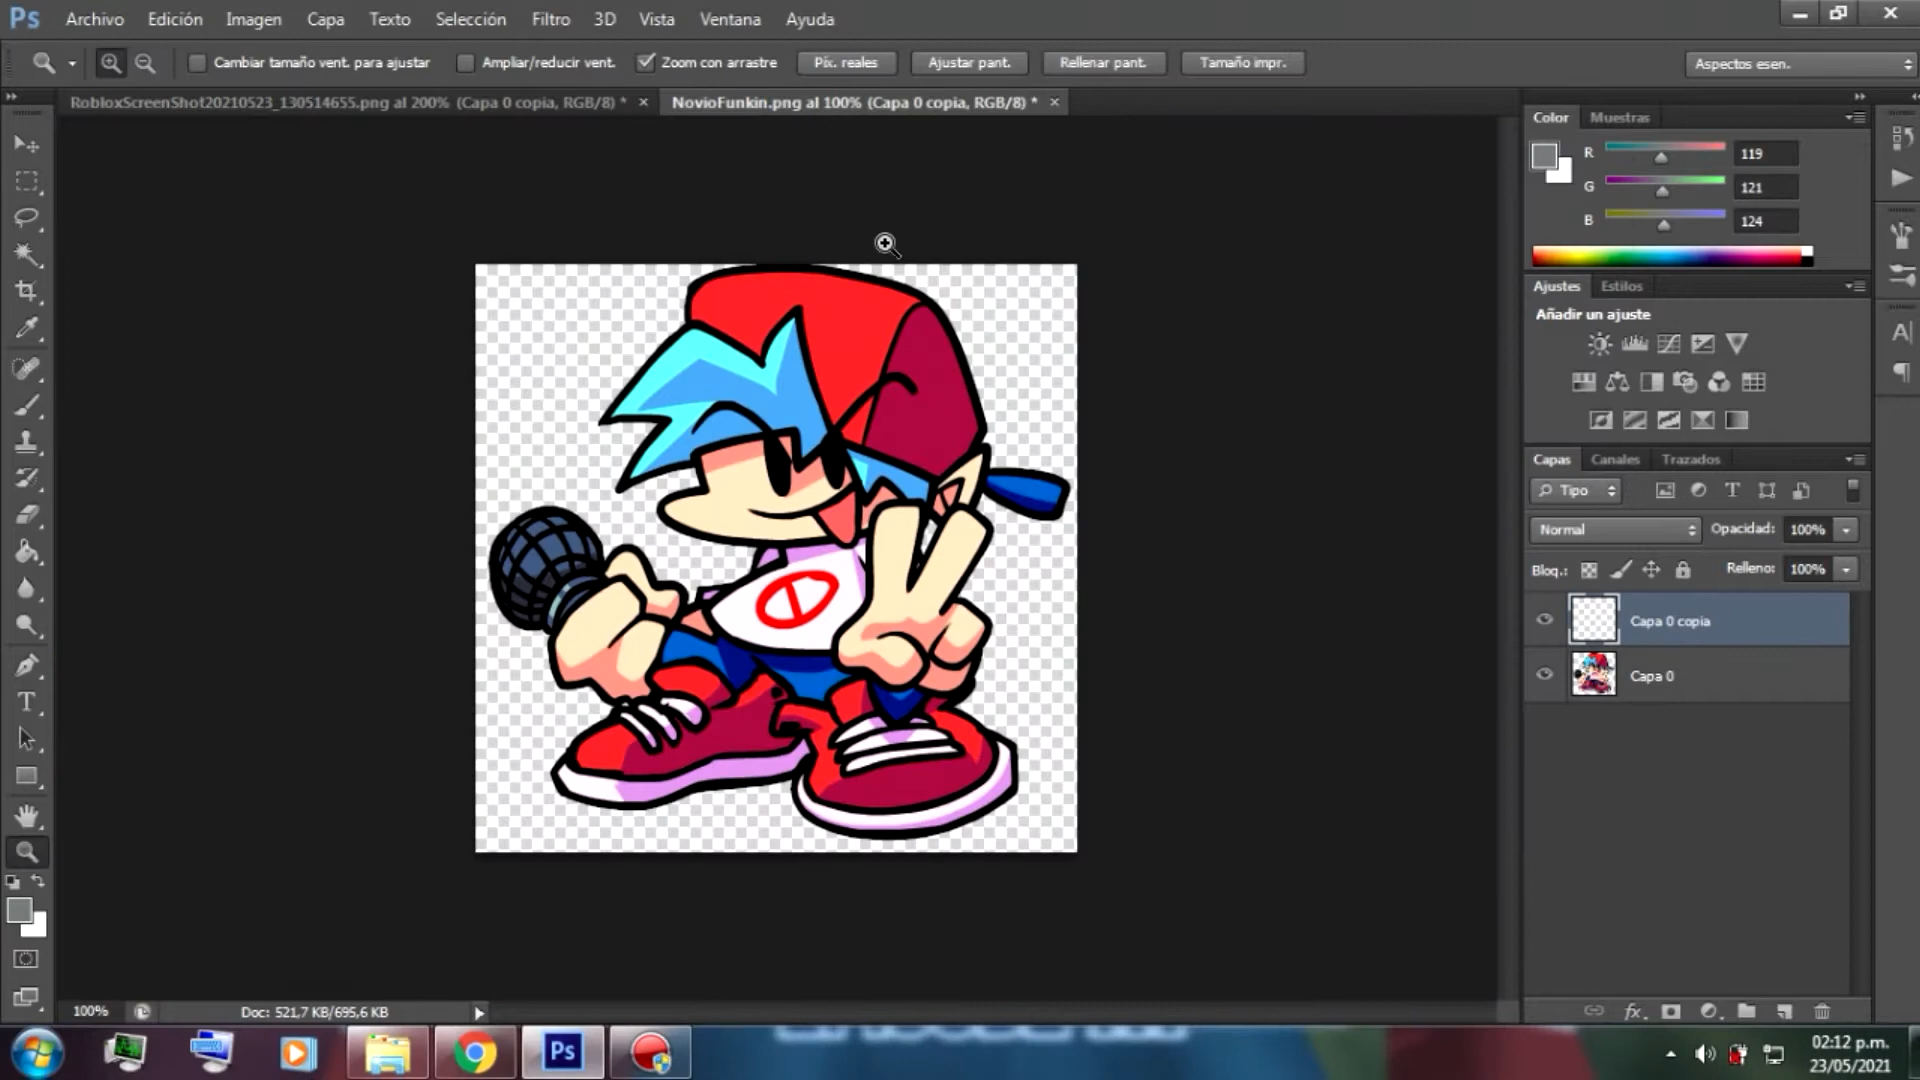 Ps Archivo Edición Imagen Capa Texto Selección Filtro 3D Vista Ventana Ayuda
Cambiar tamaño vent. para ajustar Ampliar/reducir vent. Zoom con arrastre Píx. reales Ajustar pant. Rellenar pant. Tamaño impr. Aspectos esen.
RobloxScreenShot20210523_130514655.png al 200% (Capa 0 copia, RGB/8) * × NovioFunkin.png al 100% (Capa 0 copia, RGB/8) * ×
Color Muestras
R 119
G 121
B 124
Ajustes Estilos
Añadir un ajuste
Capas Canales Trazados
Tipo
Normal Opacidad: 100%
Bloq.: Relleno: 100%
Capa 0 copia
Capa 0
100% Doc: 521,7 KB/695,6 KB
fx
Ps
02:12 p.m.
23/05/2021